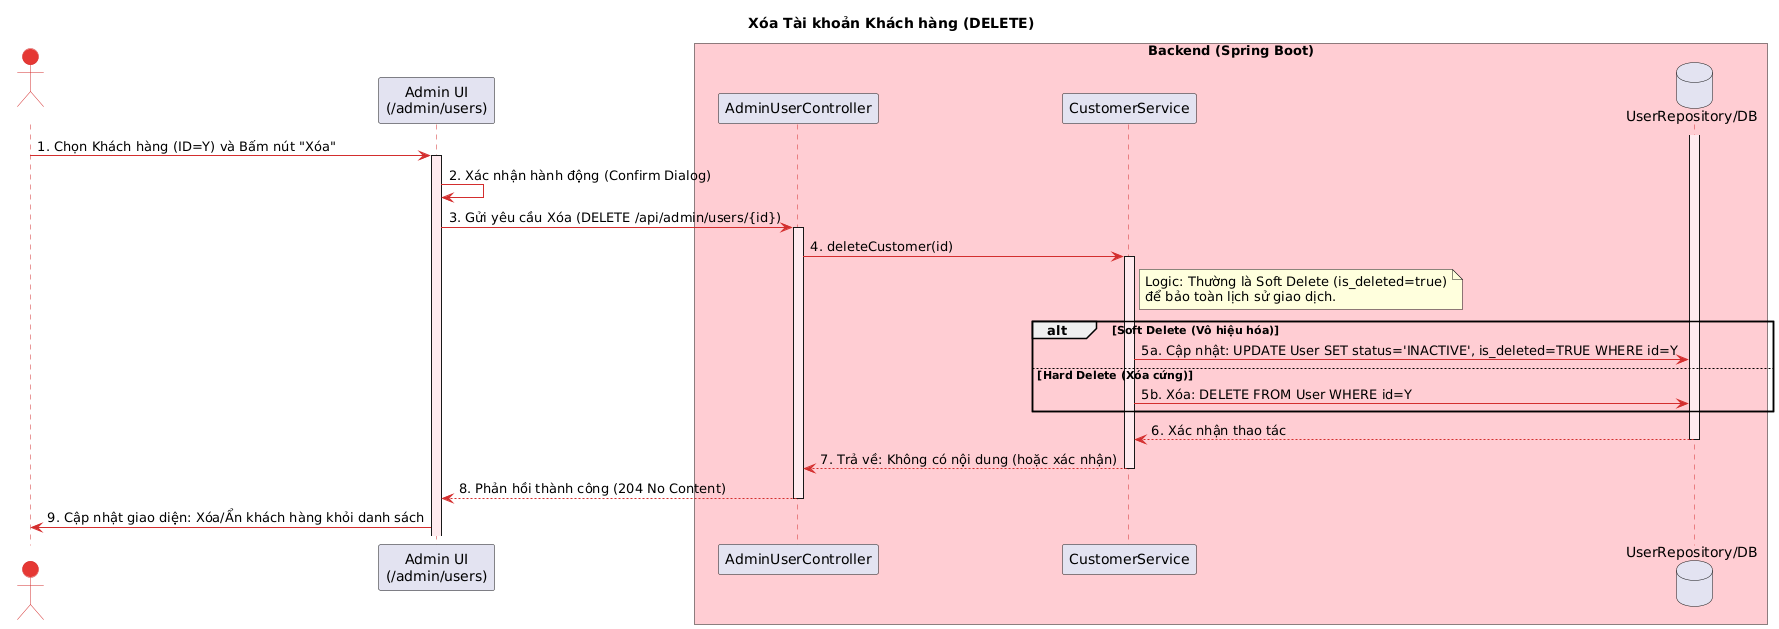 Xóa Tài khoản Khách hàng (DELETE)
Backend (Spring Boot)
Admin UI
(/admin/users)
AdminUserController
CustomerService
UserRepository/DB
1. Chọn Khách hàng (ID=Y) và Bấm nút "Xóa"
2. Xác nhận hành động (Confirm Dialog)
3. Gửi yêu cầu Xóa (DELETE /api/admin/users/{id})
4. deleteCustomer(id)
Logic: Thường là Soft Delete (is_deleted=true)
để bảo toàn lịch sử giao dịch.
alt [Soft Delete (Vô hiệu hóa)]
5a. Cập nhật: UPDATE User SET status='INACTIVE', is_deleted=TRUE WHERE id=Y
[Hard Delete (Xóa cứng)]
5b. Xóa: DELETE FROM User WHERE id=Y
6. Xác nhận thao tác
7. Trả về: Không có nội dung (hoặc xác nhận)
8. Phản hồi thành công (204 No Content)
9. Cập nhật giao diện: Xóa/Ẩn khách hàng khỏi danh sách
Admin UI
(/admin/users)
AdminUserController
CustomerService
UserRepository/DB